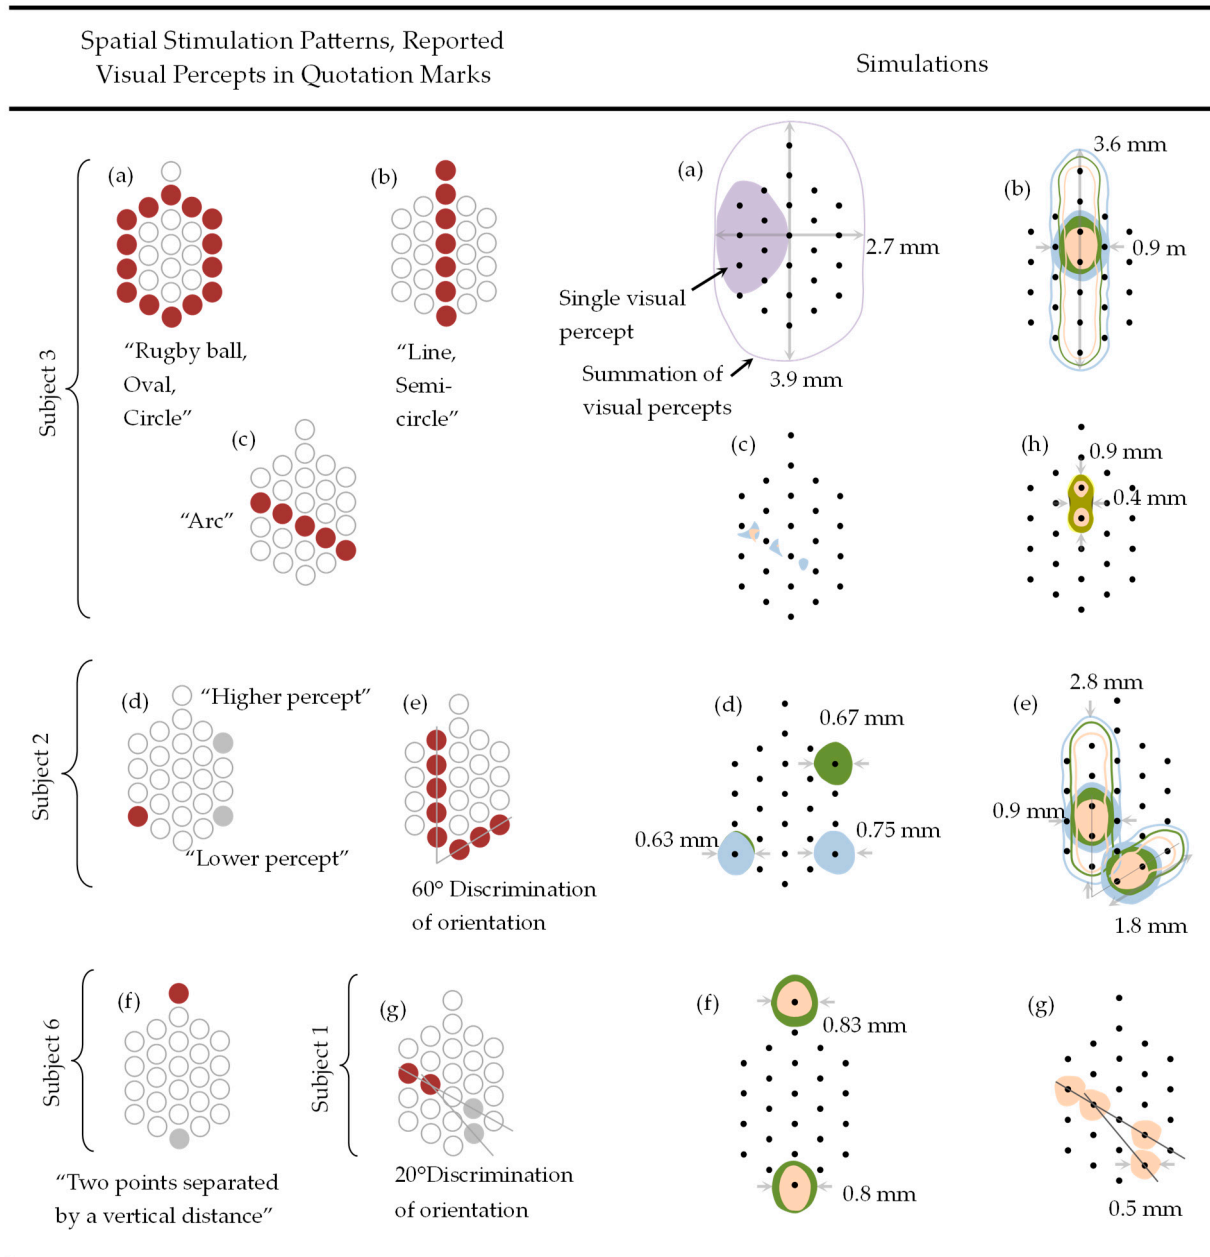 Spatial Stimulation Patterns, Reported
Visual Percepts in Quotation Marks
Simulations
Subject 3
(a)
“Rugby ball,
Oval,
Circle”
(b)
“Line,
Semi-
circle”
(c)
“Arc”
(a)
2.7 mm
Single visual
percept
Summation of
visual percepts
3.9 mm
(b)
3.6 mm
0.9 m
(c)
(h)
0.9 mm
0.4 mm
Subject 2
(d)
“Higher percept”
“Lower percept”
(e)
60° Discrimination
of orientation
(d)
0.67 mm
0.63 mm
0.75 mm
(e)
2.8 mm
0.9 mm
1.8 mm
Subject 6
(f)
“Two points separated
by a vertical distance”
Subject 1
(g)
20°Discrimination
of orientation
(f)
0.83 mm
0.8 mm
(g)
0.5 mm